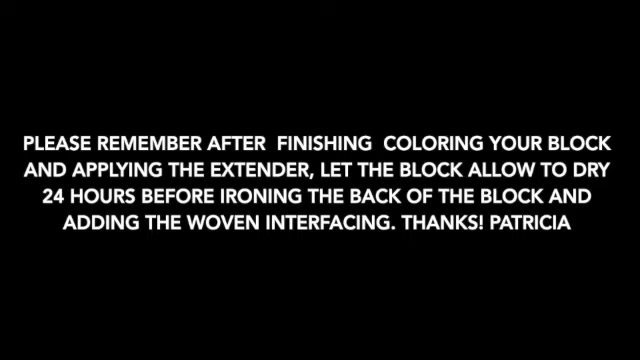 PLEASE REMEMBER AFTER  FINISHING  COLORING YOUR BLOCK
AND APPLYING THE EXTENDER, LET THE BLOCK ALLOW TO DRY
24 HOURS BEFORE IRONING THE BACK OF THE BLOCK AND
ADDING THE WOVEN INTERFACING. THANKS! PATRICIA